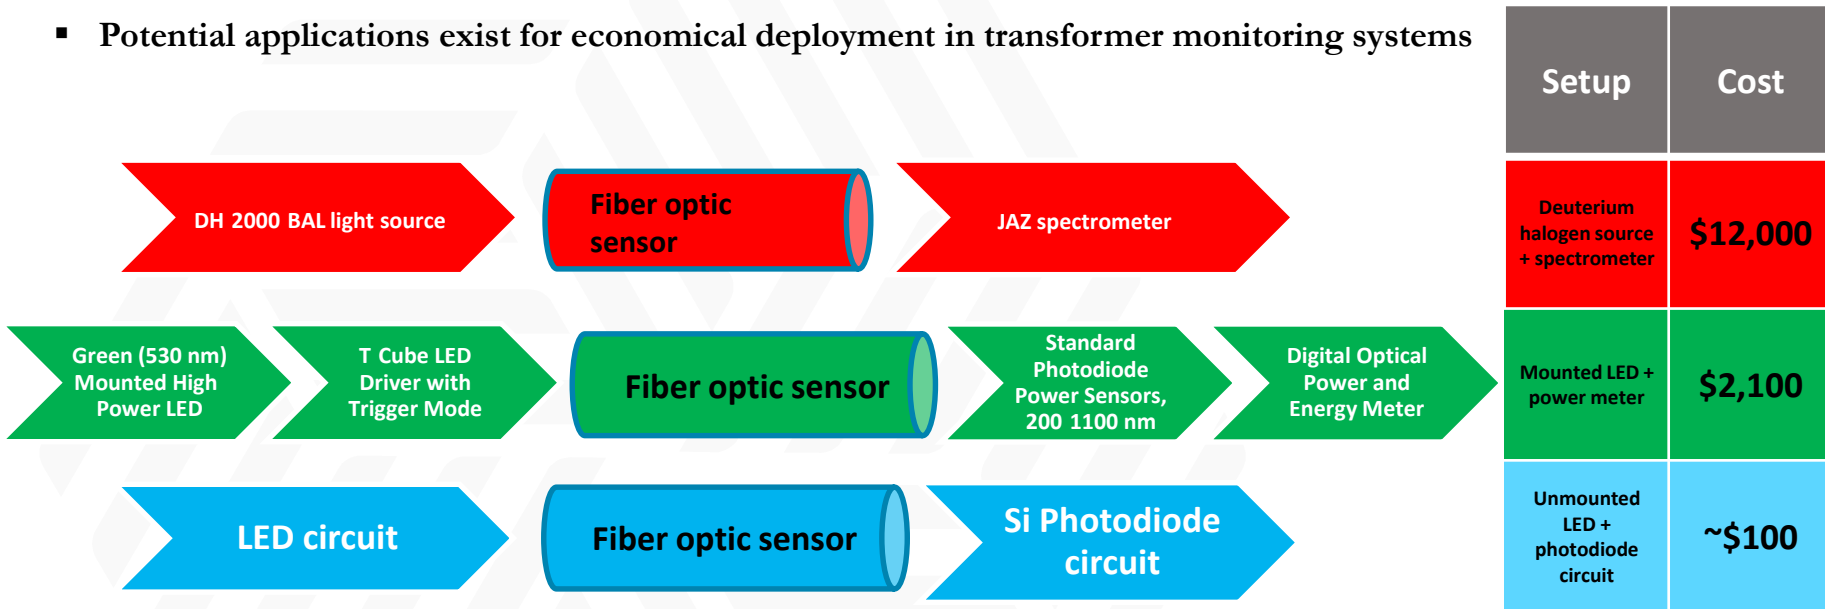 ▪ Potential applications exist for economical deployment in transformer monitoring systems
Setup
Cost
DH 2000 BAL light source
Fiber optic
sensor
JAZ spectrometer
Deuterium
halogen source
+ spectrometer
$12,000
Green (530 nm)
Mounted High
Power LED
T Cube LED
Driver with
Trigger Mode
Fiber optic sensor
Standard
Photodiode
Power Sensors,
200 1100 nm
Digital Optical
Power and
Energy Meter
Mounted LED +
power meter
$2,100
LED circuit
Fiber optic sensor
Si Photodiode
circuit
Unmounted
LED +
photodiode
circuit
~$100